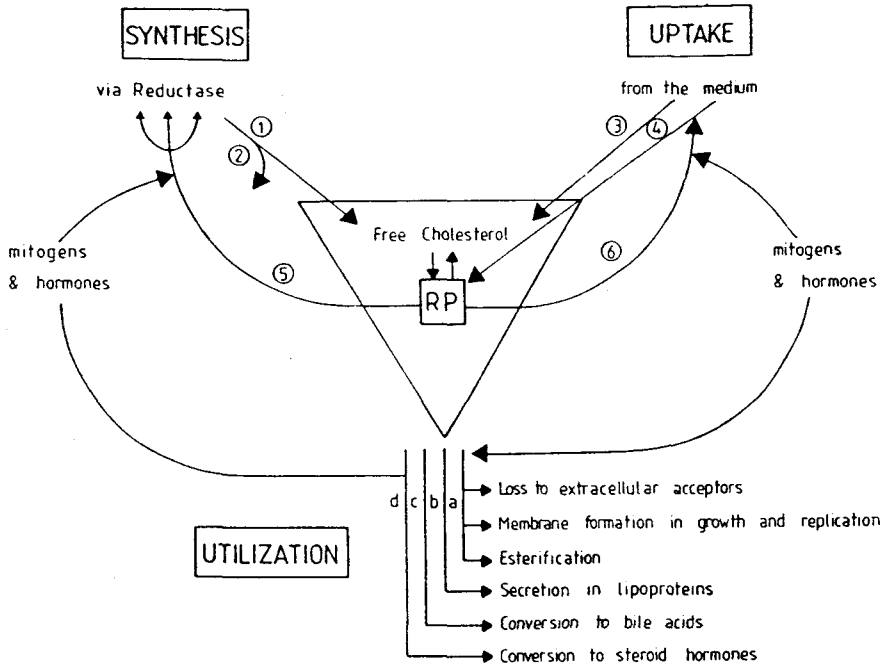 SYNTHESIS
UPTAKE
via Reductase
from the medium
1
2
3
4
Free Cholesterol
mitogens
& hormones
5
RP
6
mitogens
& hormones
d c b a
Loss to extracellular acceptors
Membrane formation in growth and replication
UTILIZATION
Esterification
Secretion in lipoproteins
Conversion to bile acids
Conversion to steroid hormones